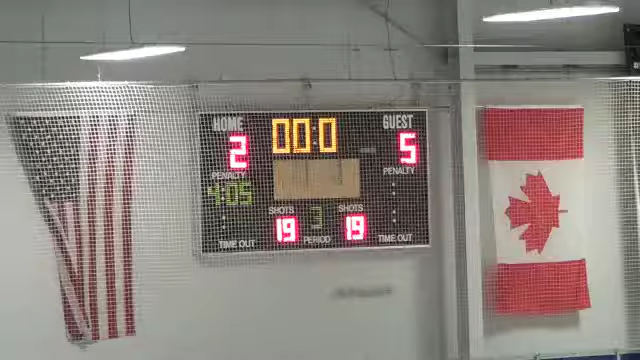 HOME 00:0 GUEST
2 5
PENALTY PENALTY
4:05
SHOTS 3 SHOTS
19 PERIOD 19
TIME OUT TIME OUT